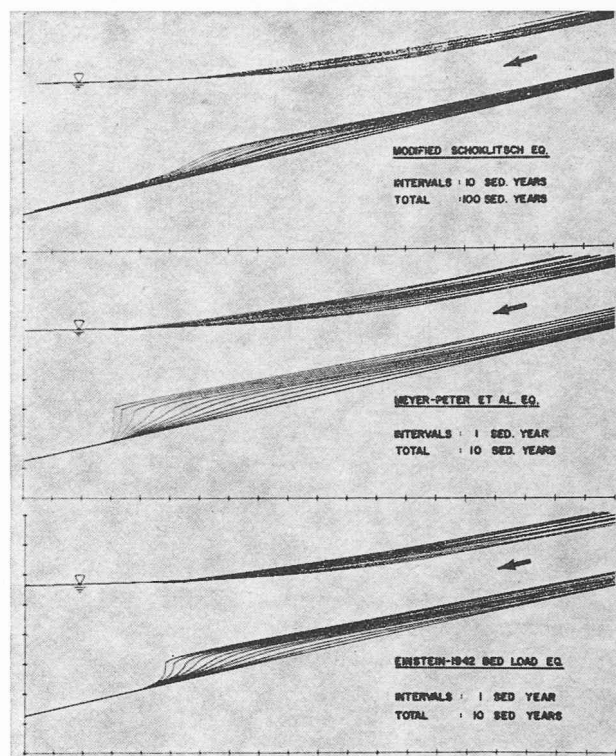 MODIFIED SCHOKLITSCH EQ.
INTERVALS : 10 SED. YEARS
TOTAL :100 SED. YEARS
MEYER-PETER ET AL. EQ.
INTERVALS : 1 SED. YEAR
TOTAL : 10 SED. YEARS
EINSTEIN-1942 BED LOAD EQ.
INTERVALS : 1 SED YEAR
TOTAL : 10 SED. YEARS